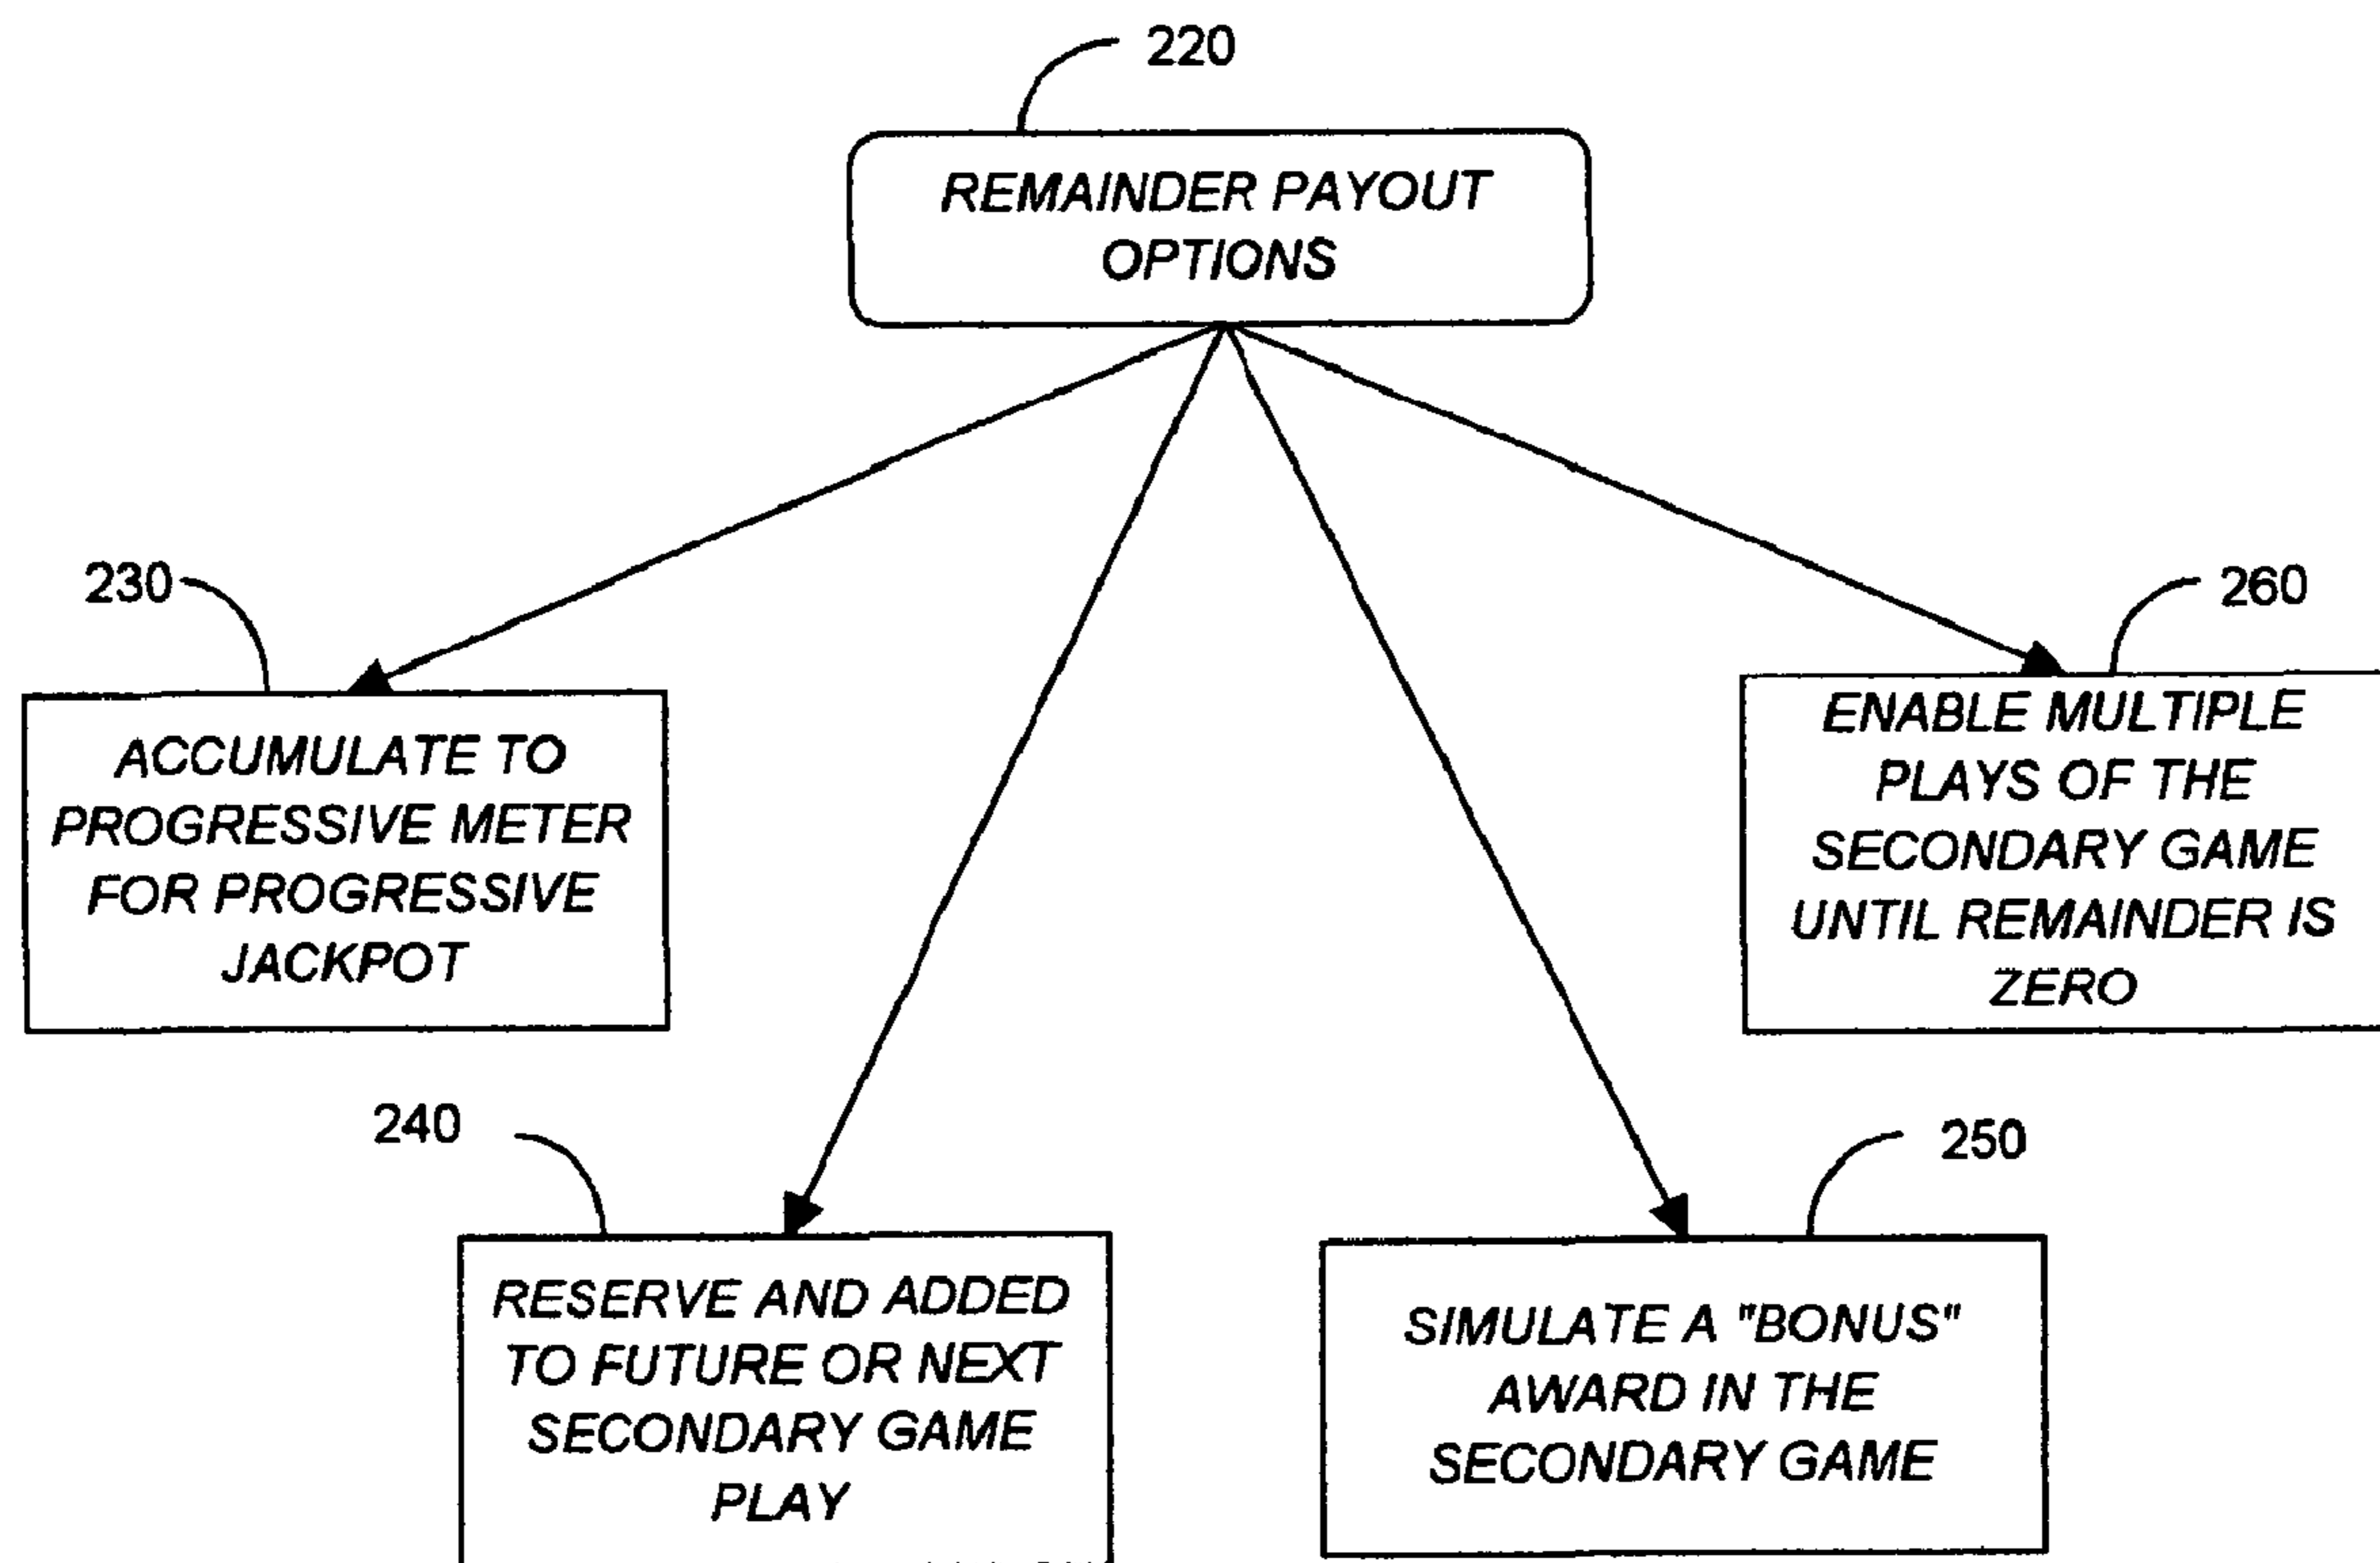 220
REMAINDER PAYOUT
OPTIONS
230
ACCUMULATE TO
PROGRESSIVE METER
FOR PROGRESSIVE
JACKPOT
260
ENABLE MULTIPLE
PLAYS OF THE
SECONDARY GAME
UNTIL REMAINDER IS
ZERO
240
RESERVE AND ADDED
TO FUTURE OR NEXT
SECONDARY GAME
PLAY
250
SIMULATE A "BONUS"
AWARD IN THE
SECONDARY GAME